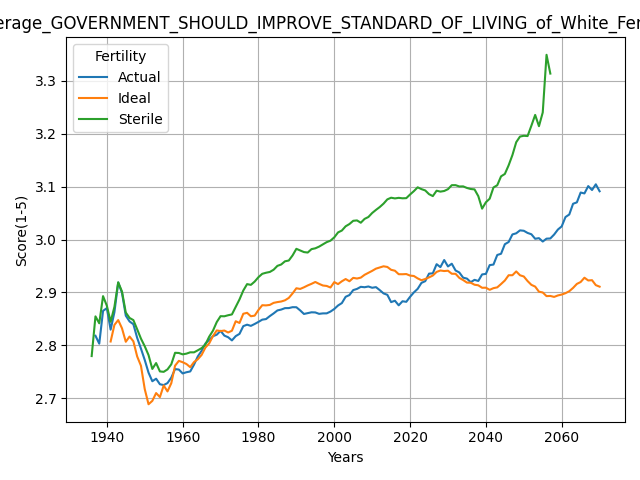 erage_GOVERNMENT_SHOULD_IMPROVE_STANDARD_OF_LIVING_of_White_Fer
Fertility
Actual
Ideal
Sterile
3.3
3.2
3.1
3.0
2.9
2.8
2.7
Score(1-5)
1940 1960 1980 2000 2020 2040 2060
Years